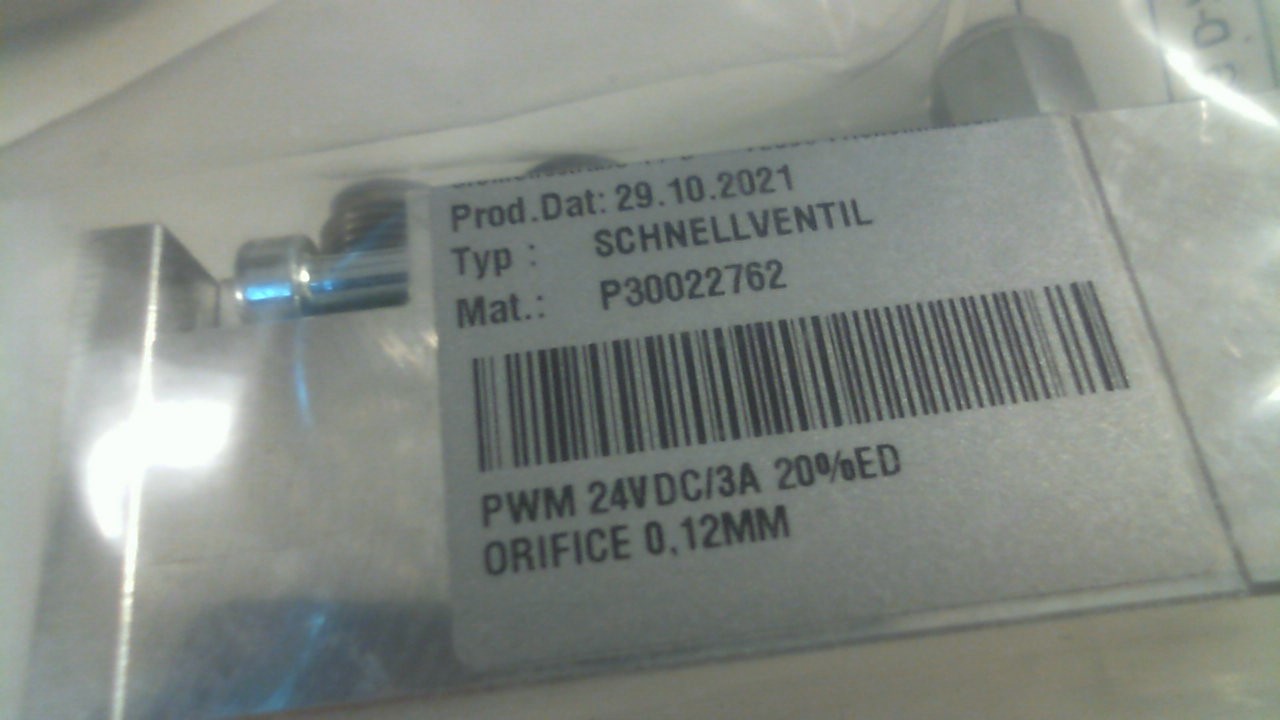 Prod.Dat: 29.10.2021
Typ : SCHNELLVENTIL
Mat.: P30022762
PWM 24VDC/3A 20%ED
ORIFICE 0,12MM